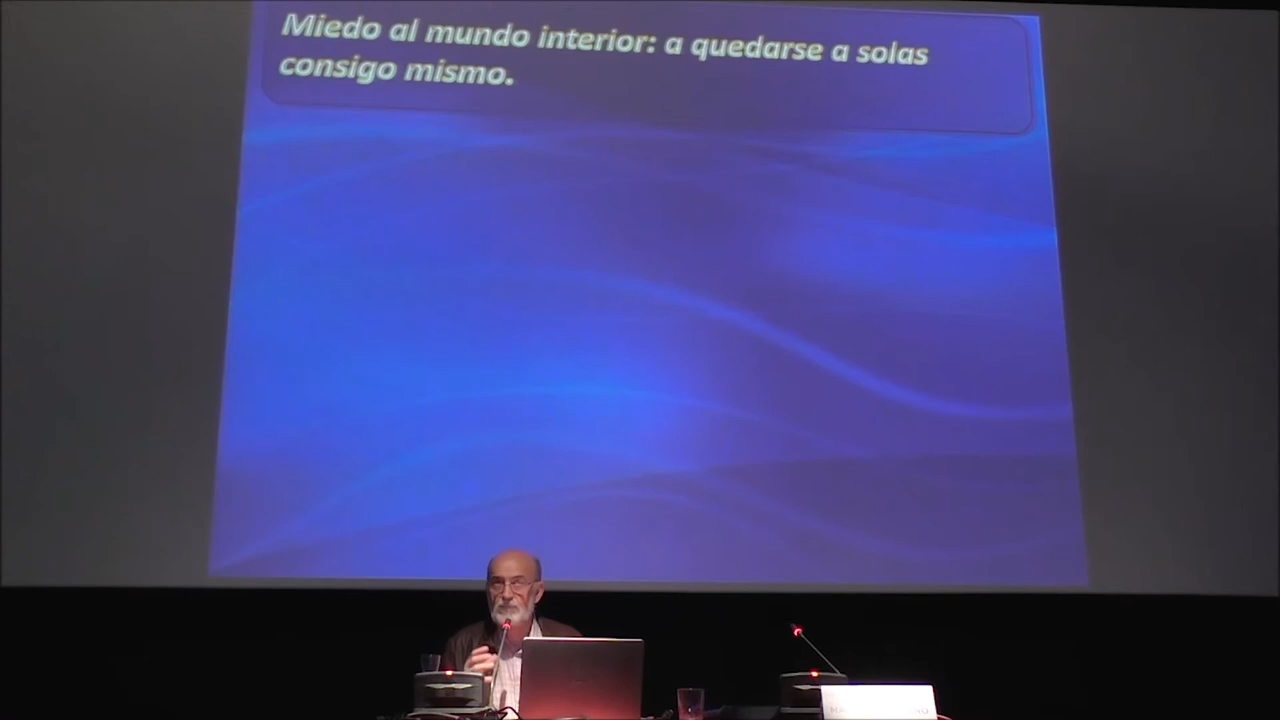 Miedo al mundo interior: a quedarse a solas
consigo mismo.